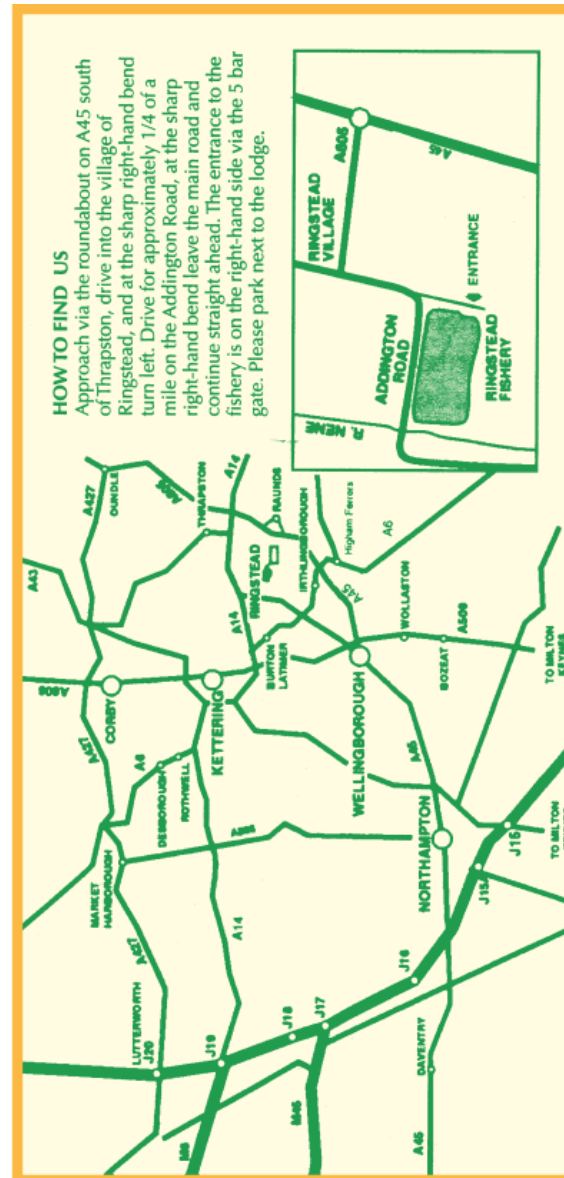 HOW TO FIND US
Approach via the roundabout on A45 south
of Thrapston, drive into the village of
Ringstead, and at the sharp right-hand bend
turn left. Drive for approximately 1/4 of a
mile on the Addington Road, at the sharp
right-hand bend leave the main road and
continue straight ahead. The entrance to the
fishery is on the right-hand side via the 5 bar
gate. Please park next to the lodge.
RINGSTEAD
VILLAGE
A605
A45
ADDINGTON
ROAD
ENTRANCE
R. NENE
RINGSTEAD
FISHERY
A43
A427
OUNDLE
A605
THRAPSTON
A14
RAUNDS
RINGSTEAD
A14
IRTHLINGBOROUGH
Higham Ferrors
A6
A45
BURTON
LATIMER
WOLLASTON
A509
BOZEAT
TO MILTON
KEYNES
CORBY
KETTERING
WELLINGBOROUGH
A427
A6
DESBOROUGH
ROTHWELL
A45
MARKET
HARBOROUGH
NORTHAMPTON
J15
TO MILTON
J15A
A427
A14
LUTTERWORTH
J20
J19
J18
J17
J16
M6
M45
DAVENTRY
A45